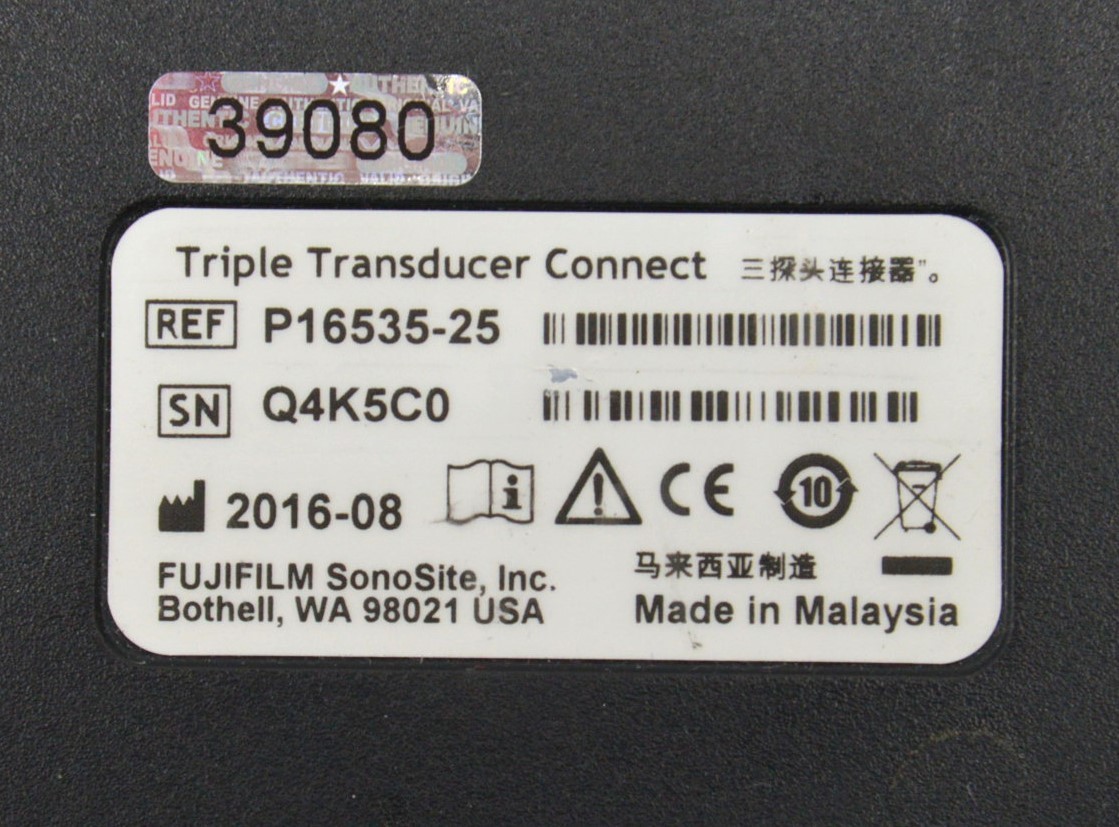 39080
Triple Transducer Connect 三探头连接器”。
REF P16535-25
SN Q4K5C0
2016-08
i ! CE 10
FUJIFILM SonoSite, Inc.
Bothell, WA 98021 USA
马来西亚制造
Made in Malaysia